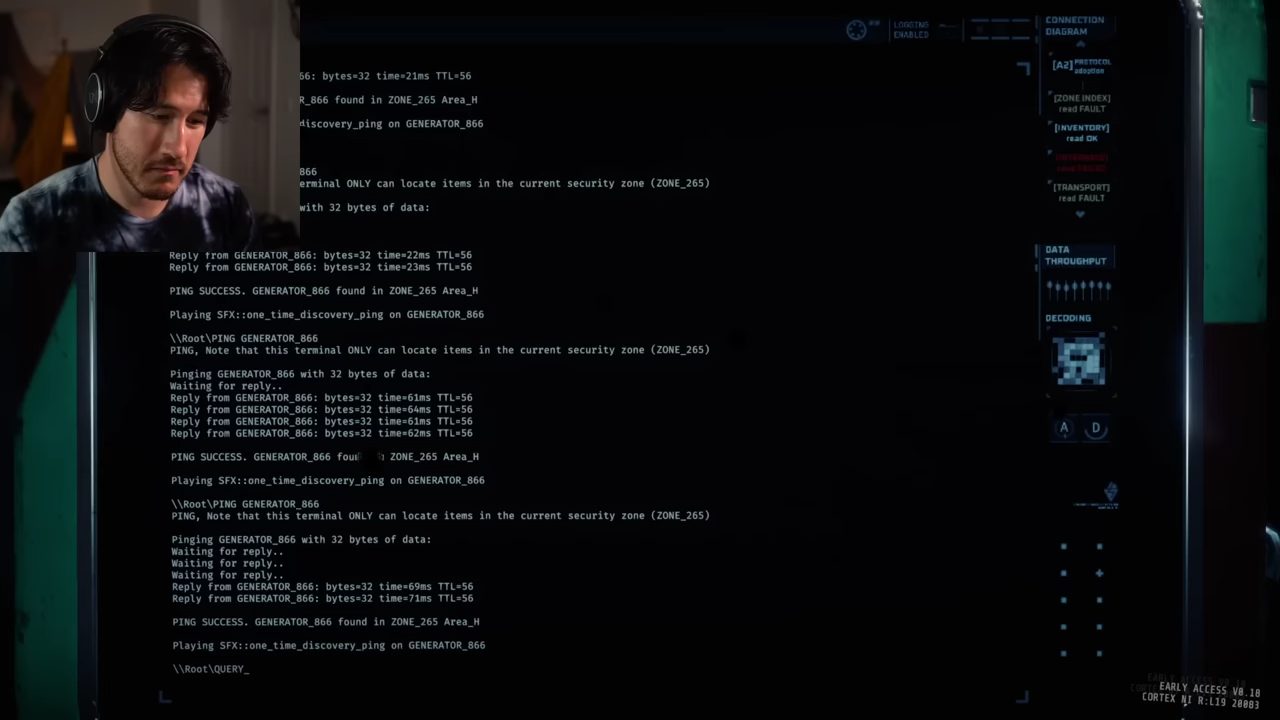 LOGGING
ENABLED
6: bytes=32 time=21ms TTL=56
R_866 found in ZONE_265 Area_H
discovery_ping on GENERATOR_866
866
erminal ONLY can locate items in the current security zone (ZONE_265)
with 32 bytes of data:
Reply from GENERATOR_866: bytes=32 time=22ms TTL=56
Reply from GENERATOR_866: bytes=32 time=23ms TTL=56
PING SUCCESS. GENERATOR_866 found in ZONE_265 Area_H
Playing SFX::one_time_discovery_ping on GENERATOR_866
\\Root\PING GENERATOR_866
PING, Note that this terminal ONLY can locate items in the current security zone (ZONE_265)
Pinging GENERATOR_866 with 32 bytes of data:
Waiting for reply..
Reply from GENERATOR_866: bytes=32 time=61ms TTL=56
Reply from GENERATOR_866: bytes=32 time=64ms TTL=56
Reply from GENERATOR_866: bytes=32 time=61ms TTL=56
Reply from GENERATOR_866: bytes=32 time=62ms TTL=56
PING SUCCESS. GENERATOR_866 foun ZONE_265 Area_H
Playing SFX::one_time_discovery_ping on GENERATOR_866
\\Root\PING GENERATOR_866
PING, Note that this terminal ONLY can locate items in the current security zone (ZONE_265)
Pinging GENERATOR_866 with 32 bytes of data:
Waiting for reply..
Waiting for reply..
Waiting for reply..
Reply from GENERATOR_866: bytes=32 time=69ms TTL=56
Reply from GENERATOR_866: bytes=32 time=71ms TTL=56
PING SUCCESS. GENERATOR_866 found in ZONE_265 Area_H
Playing SFX::one_time_discovery_ping on GENERATOR_866
\\Root\QUERY_
CONNECTION
DIAGRAM
[A2] PROTOCOL
adoption
[ZONE INDEX]
read FAULT
[INVENTORY]
read OK
read FAILED
[TRANSPORT]
read FAULT
DATA
THROUGHPUT
DECODING
A D
EARLY ACCESS V0.18
CORTEX NI R:L19 20083